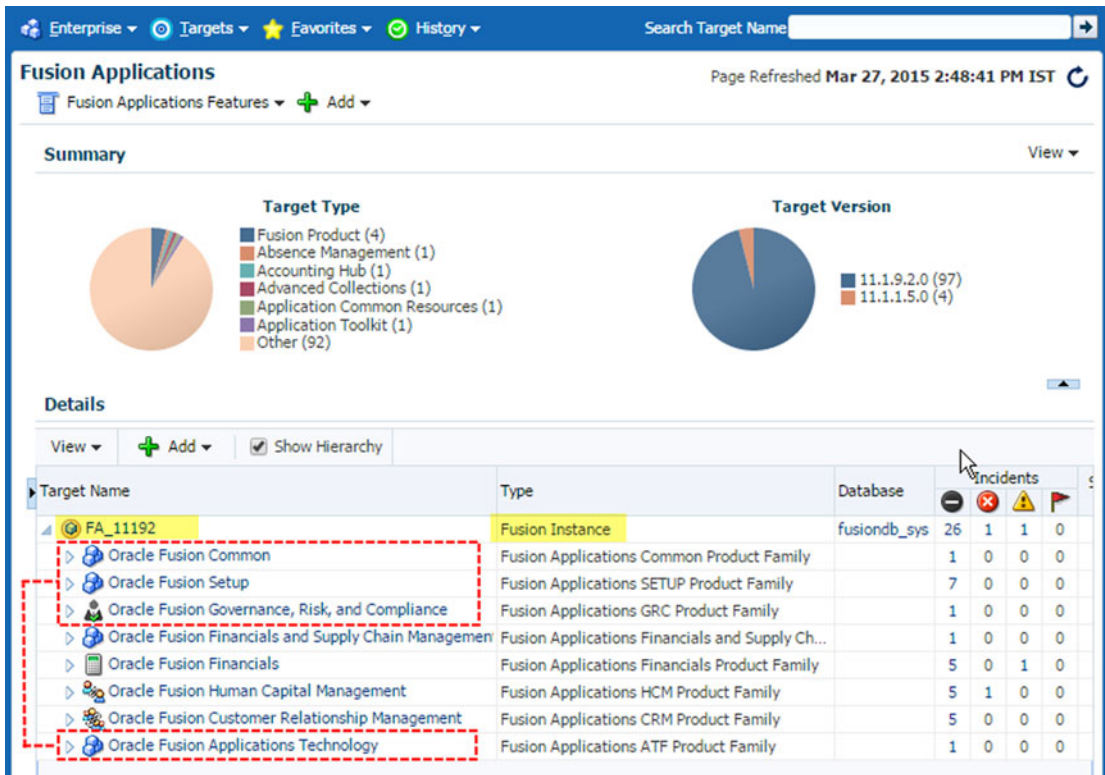 Enterprise Targets Favorites History Search Target Name
Fusion Applications
Page Refreshed Mar 27, 2015 2:48:41 PM IST
Fusion Applications Features Add
Summary View
Target Type
Fusion Product (4)
Absence Management (1)
Accounting Hub (1)
Advanced Collections (1)
Application Common Resources (1)
Application Toolkit (1)
Other (92)
Target Version
11.1.9.2.0 (97)
11.1.1.5.0 (4)
Details
View Add Show Hierarchy
Target Name Type Database Incidents
FA_11192 Fusion Instance fusiondb_sys 26 1 1 0
Oracle Fusion Common Fusion Applications Common Product Family 1 0 0 0
Oracle Fusion Setup Fusion Applications SETUP Product Family 7 0 0 0
Oracle Fusion Governance, Risk, and Compliance Fusion Applications GRC Product Family 1 0 0 0
Oracle Fusion Financials and Supply Chain Managemen Fusion Applications Financials and Supply Ch... 1 0 0 0
Oracle Fusion Financials Fusion Applications Financials Product Family 5 0 1 0
Oracle Fusion Human Capital Management Fusion Applications HCM Product Family 5 1 0 0
Oracle Fusion Customer Relationship Management Fusion Applications CRM Product Family 5 0 0 0
Oracle Fusion Applications Technology Fusion Applications ATF Product Family 1 0 0 0